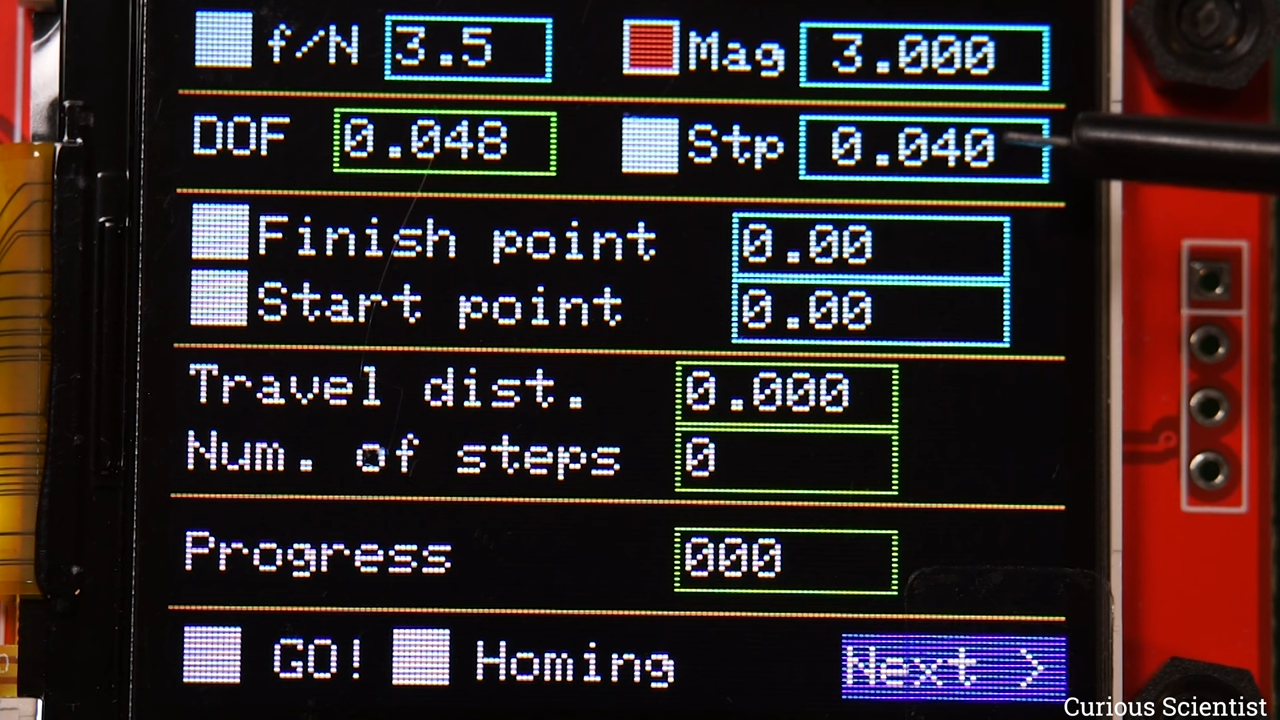 f/N 3.5 Mag 3.000
DOF 0.048 Stp 0.040
Finish point 0.00
Start point 0.00
Travel dist. 0.000
Num. of steps 0
Progress 000
GO! Homing Next >
Curious Scientist